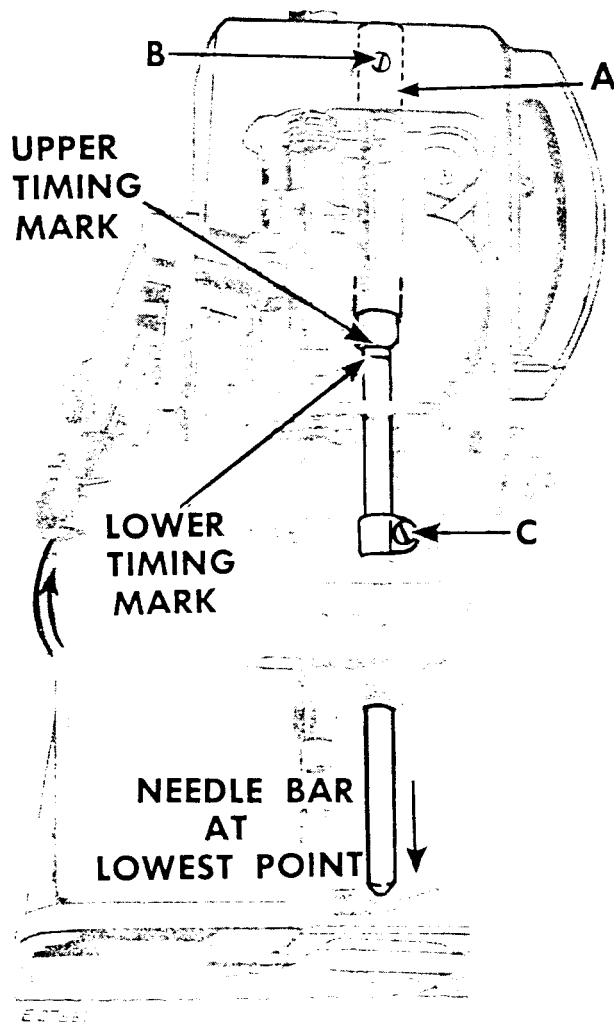 B
A
UPPER
TIMING
MARK
LOWER
TIMING
MARK
C
NEEDLE BAR
AT
LOWEST POINT